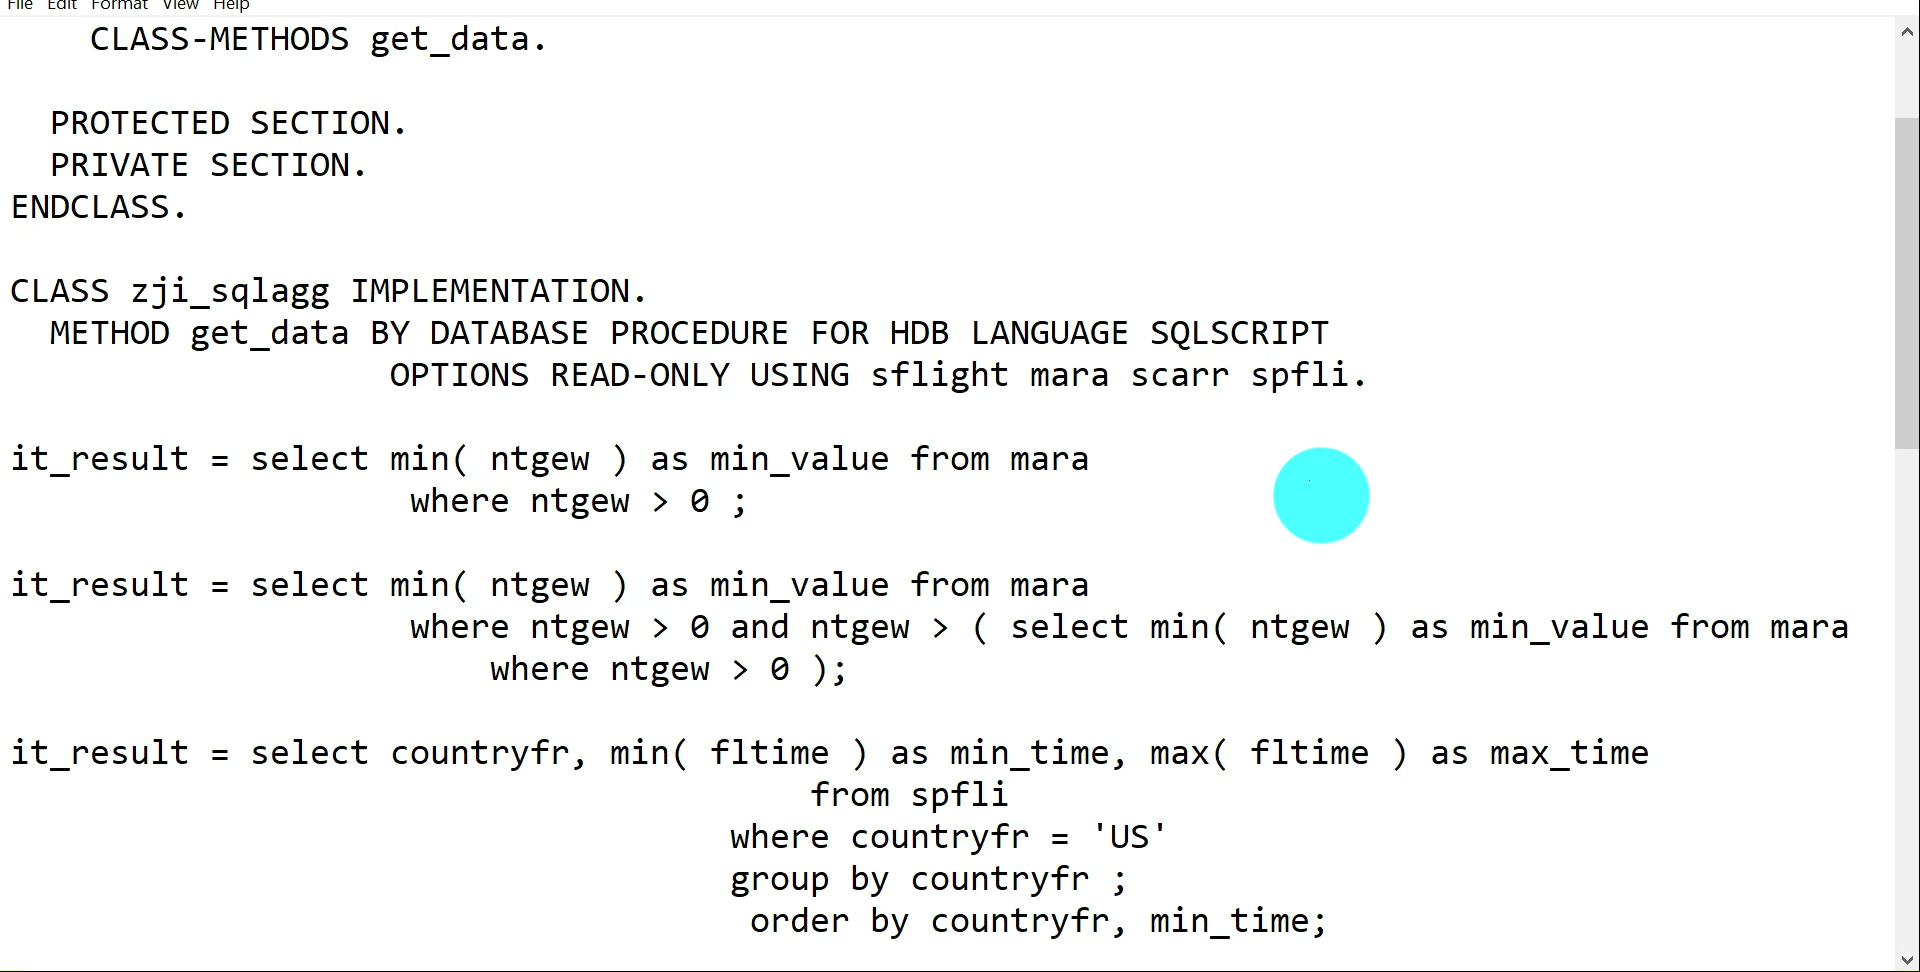 File Edit Format View Help
CLASS-METHODS get_data.
PROTECTED SECTION.
PRIVATE SECTION.
ENDCLASS.
CLASS zji_sqlagg IMPLEMENTATION.
METHOD get_data BY DATABASE PROCEDURE FOR HDB LANGUAGE SQLSCRIPT
OPTIONS READ-ONLY USING sflight mara scarr spfli.
it_result = select min( ntgew ) as min_value from mara
where ntgew > 0 ;
it_result = select min( ntgew ) as min_value from mara
where ntgew > 0 and ntgew > ( select min( ntgew ) as min_value from mara
where ntgew > 0 );
it_result = select countryfr, min( fltime ) as min_time, max( fltime ) as max_time
from spfli
where countryfr = 'US'
group by countryfr ;
order by countryfr, min_time;